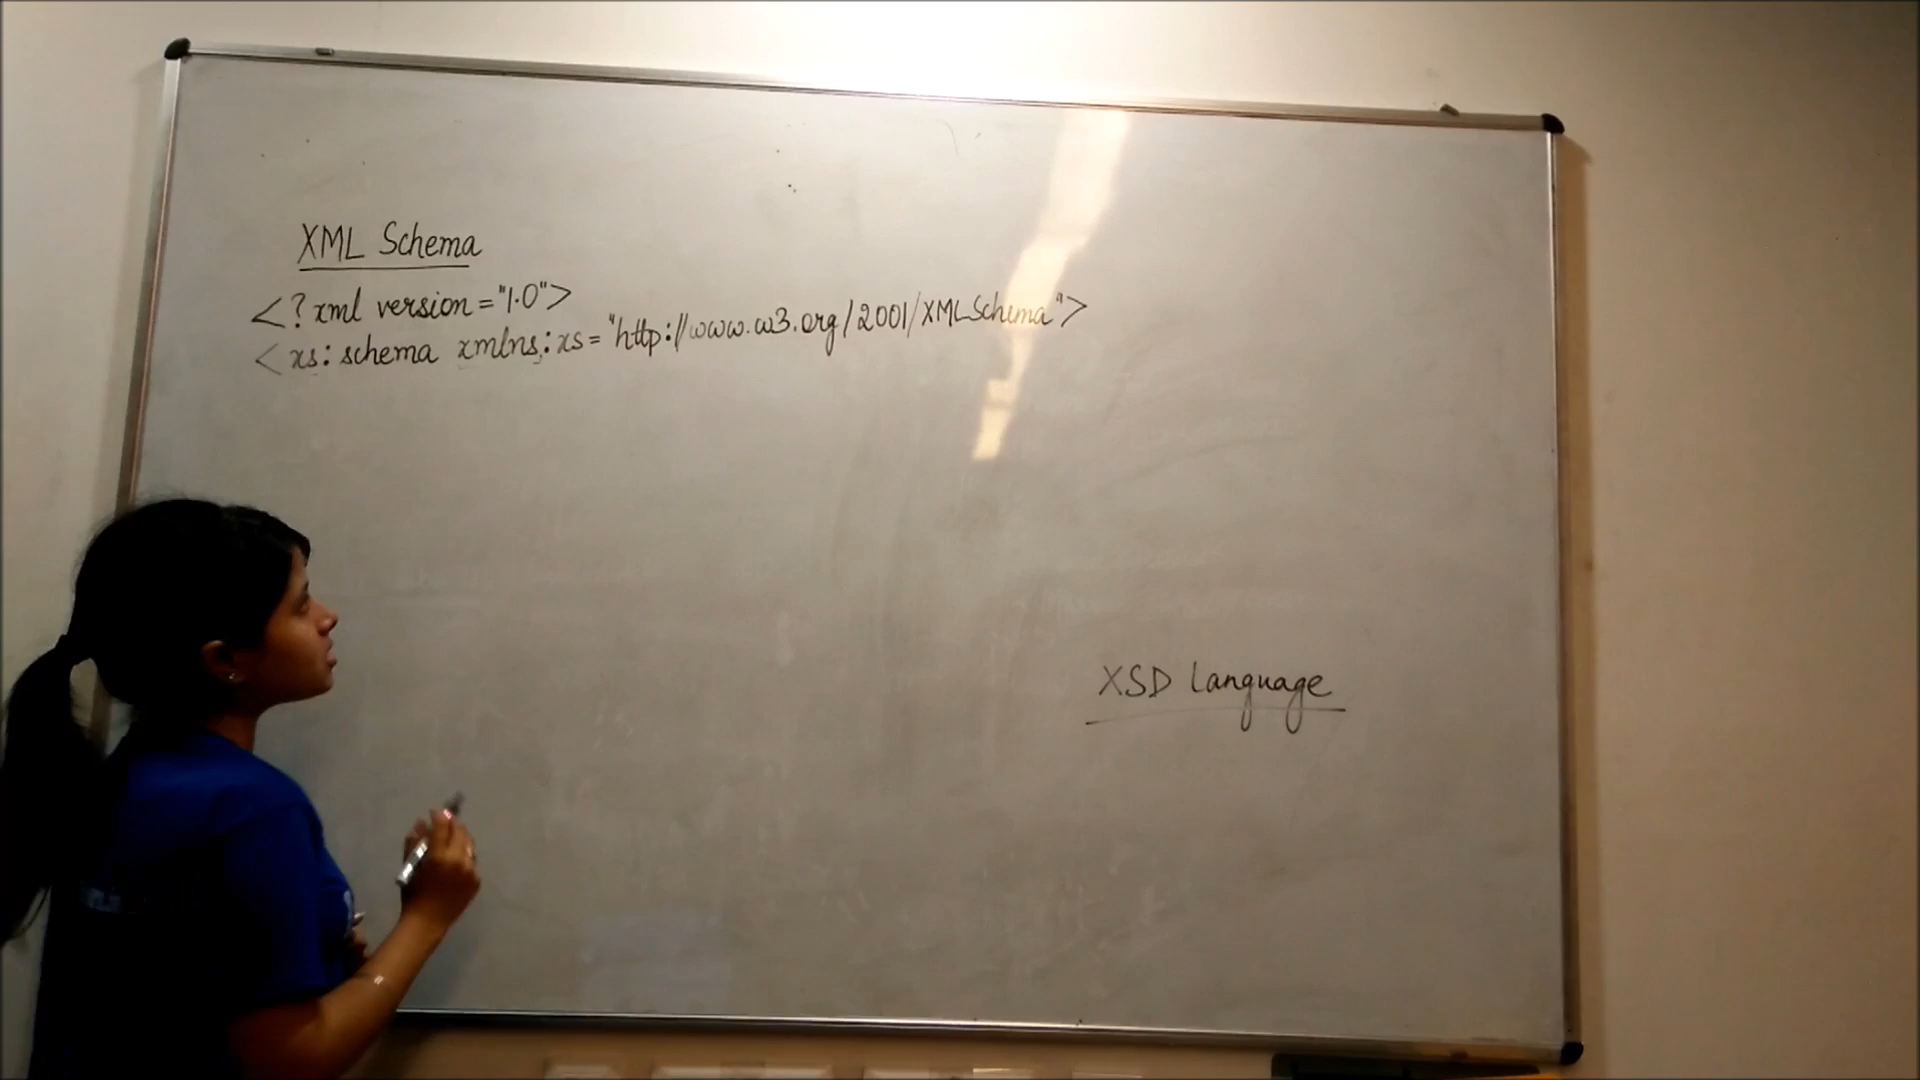 XML Schema
<?xml version="1.0">
<xs:schema xmlns:xs="http://www.w3.org/2001/XMLSchema">
XSD Language